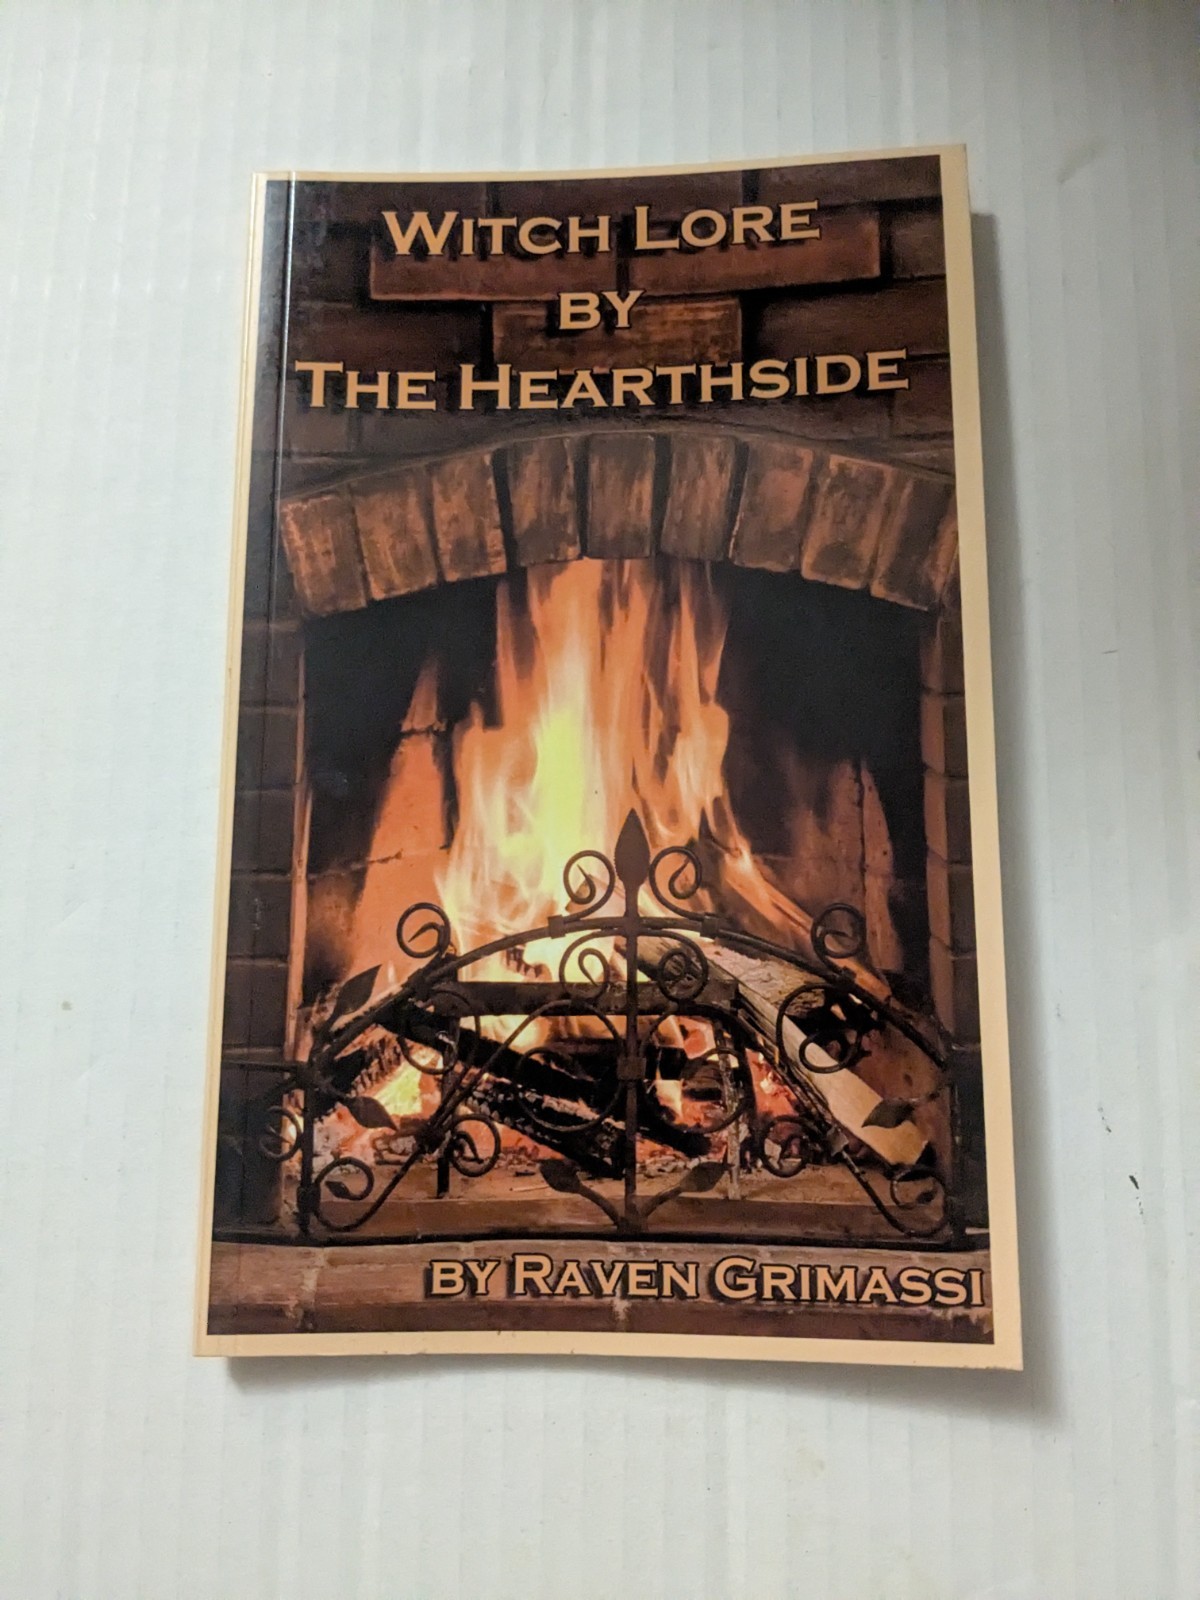 WITCH LORE
BY
THE HEARTHSIDE
BY RAVEN GRIMASSI